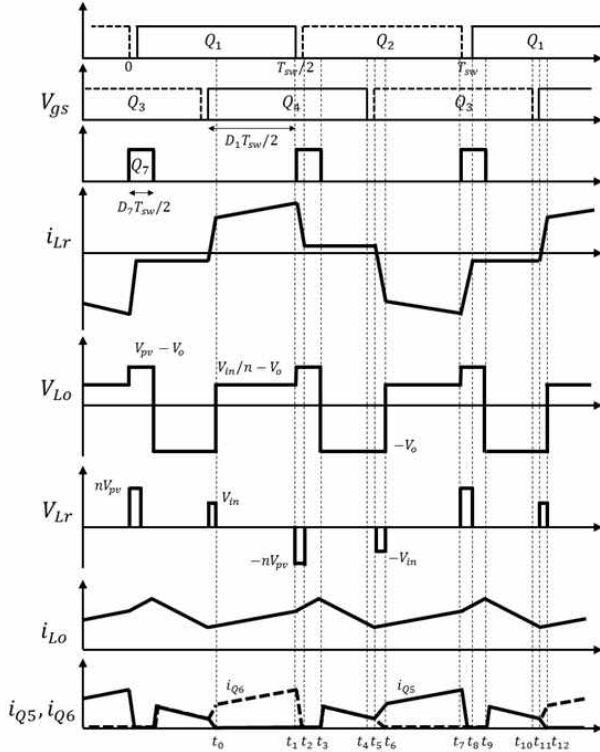 Q₁ Q₂ Q₁
0 Tsw/2 Tsw
Vgs Q₃ Q₄ Q₃
D₁Tsw/2
Q₇
D₇Tsw/2
iLr
Vpv − Vo
Vin/n − Vo
VLo
−Vo
nVpv Vin
VLr
−nVpv −Vin
iLo
iQ6 iQ5
iQ5, iQ6
t₀ t₁ t₂ t₃ t₄ t₅ t₆ t₇ t₈ t₉ t₁₀ t₁₁ t₁₂